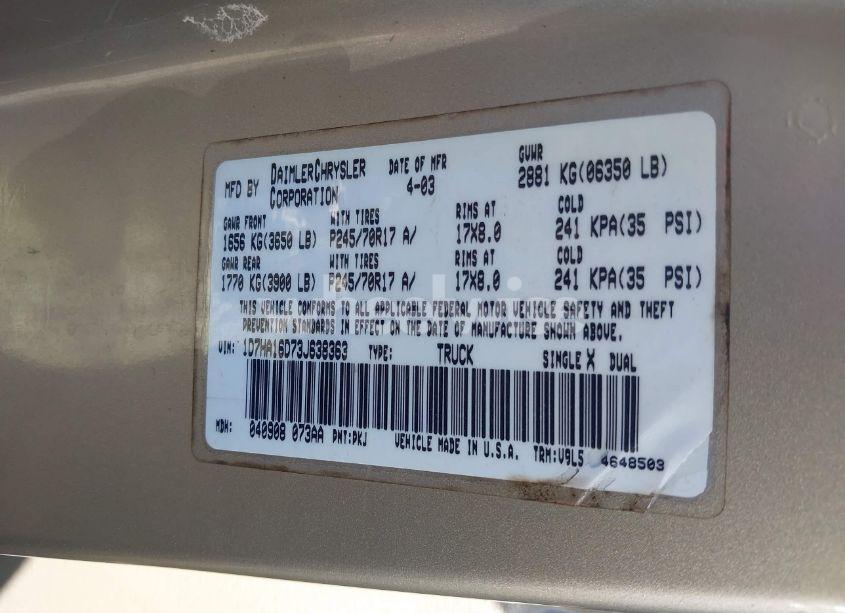 MFD BY DAIMLERCHRYSLER CORPORATION DATE OF MFR 4-03 GVWR 2881 KG(06350 LB)
GAWR FRONT WITH TIRES RIMS AT COLD
1656 KG(3650 LB) P245/70R17 A/ 17X8.0 241 KPA(35 PSI)
GAWR REAR WITH TIRES RIMS AT COLD
1770 KG(3900 LB) P245/70R17 A/ 17X8.0 241 KPA(35 PSI)
THIS VEHICLE CONFORMS TO ALL APPLICABLE FEDERAL MOTOR VEHICLE SAFETY AND THEFT
PREVENTION STANDARDS IN EFFECT ON THE DATE OF MANUFACTURE SHOWN ABOVE.
VIN: 1D7HA16D73J638363 TYPE: TRUCK SINGLE X DUAL
MDH: 040908 073AA PNT:PKJ VEHICLE MADE IN U.S.A. TRM:V9L5 4648503